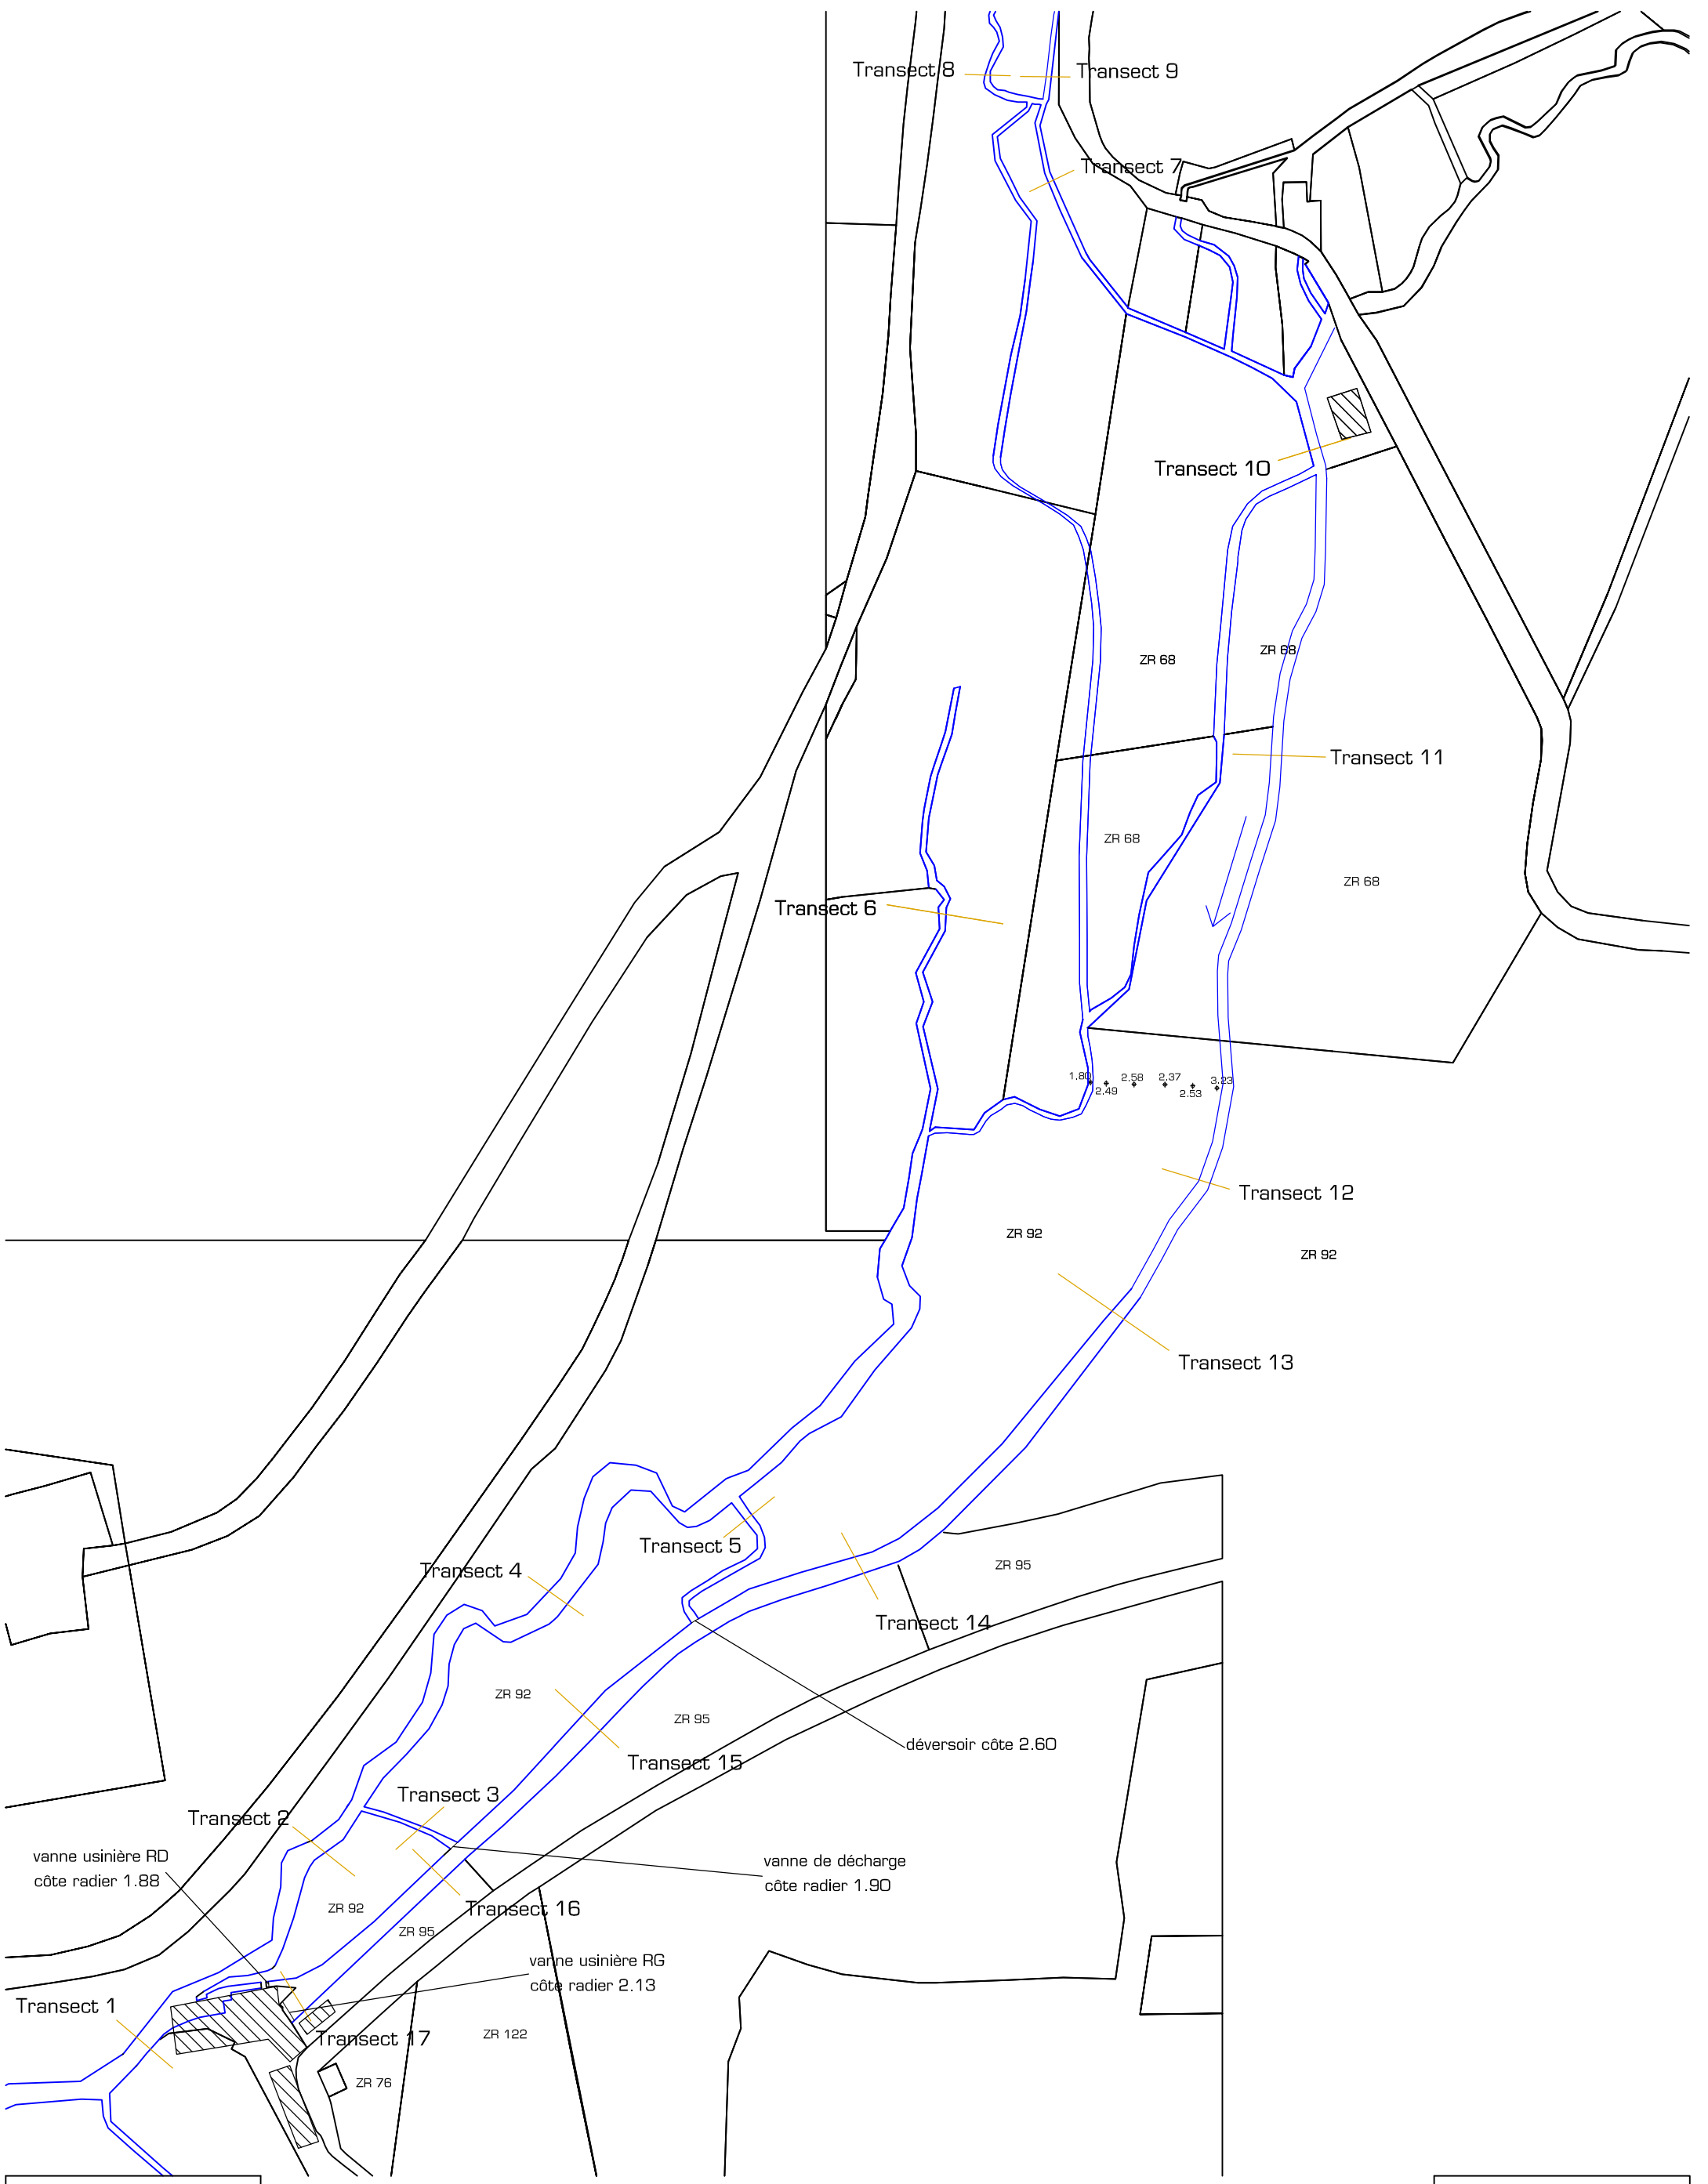 Transect 8
Transect 9
Transect 7
Transect 10
ZR 68
ZR 68
Transect 11
ZR 68
ZR 68
Transect 6
1.80
2.49
2.58
2.37
2.53
3.23
Transect 12
ZR 92
ZR 92
Transect 13
Transect 5
Transect 4
ZR 95
Transect 14
ZR 92
ZR 95
déversoir côte 2.60
Transect 15
Transect 3
Transect 2
vanne usinière RD
côte radier 1.88
vanne de décharge
côte radier 1.90
ZR 92
Transect 16
ZR 95
vanne usinière RG
côte radier 2.13
Transect 1
Transect 17
ZR 122
ZR 76